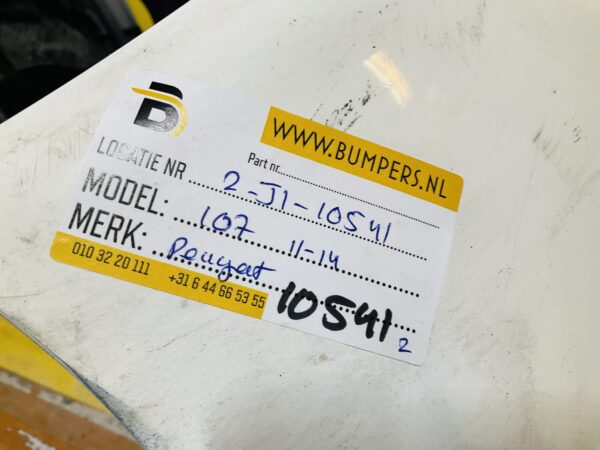 B
WWW.BUMPERS.NL
Part nr.
LOCATIE NR 2-J1-10541
MODEL: 107 11-14
MERK: Peugeot
010 32 20 111 +31 6 44 66 53 55
10541
2